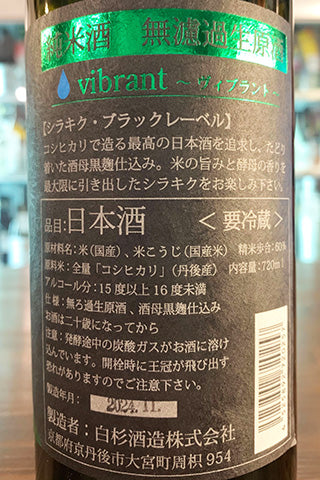 純米酒 無濾過生原
vibrant ～ヴィブラント～
【シラキク・ブラックレーベル】
コシヒカリで造る最高の日本酒を追求し、たどり
着いた酒母黒麹仕込み。米の旨みと酵母の香りを
最大限に引き出したシラキクをお楽しみ下さい。
品目:日本酒 ＜要冷蔵＞
原材料名:米(国産)、米こうじ(国産米) 精米歩合:60%
原料米:全量「コシヒカリ」(丹後産) 内容量:720ml
アルコール分:15度以上16度未満
仕様:無ろ過生原酒、酒母黒麹仕込み
お酒は二十歳になってから
注意:発酵途中の炭酸ガスがお酒に溶け
込んでいます。開栓時に王冠が飛び出す
恐れがありますのでご注意下さい。
製造年月: 2024.11.
製造者:白杉酒造株式会社
京都府京丹後市大宮町周枳954